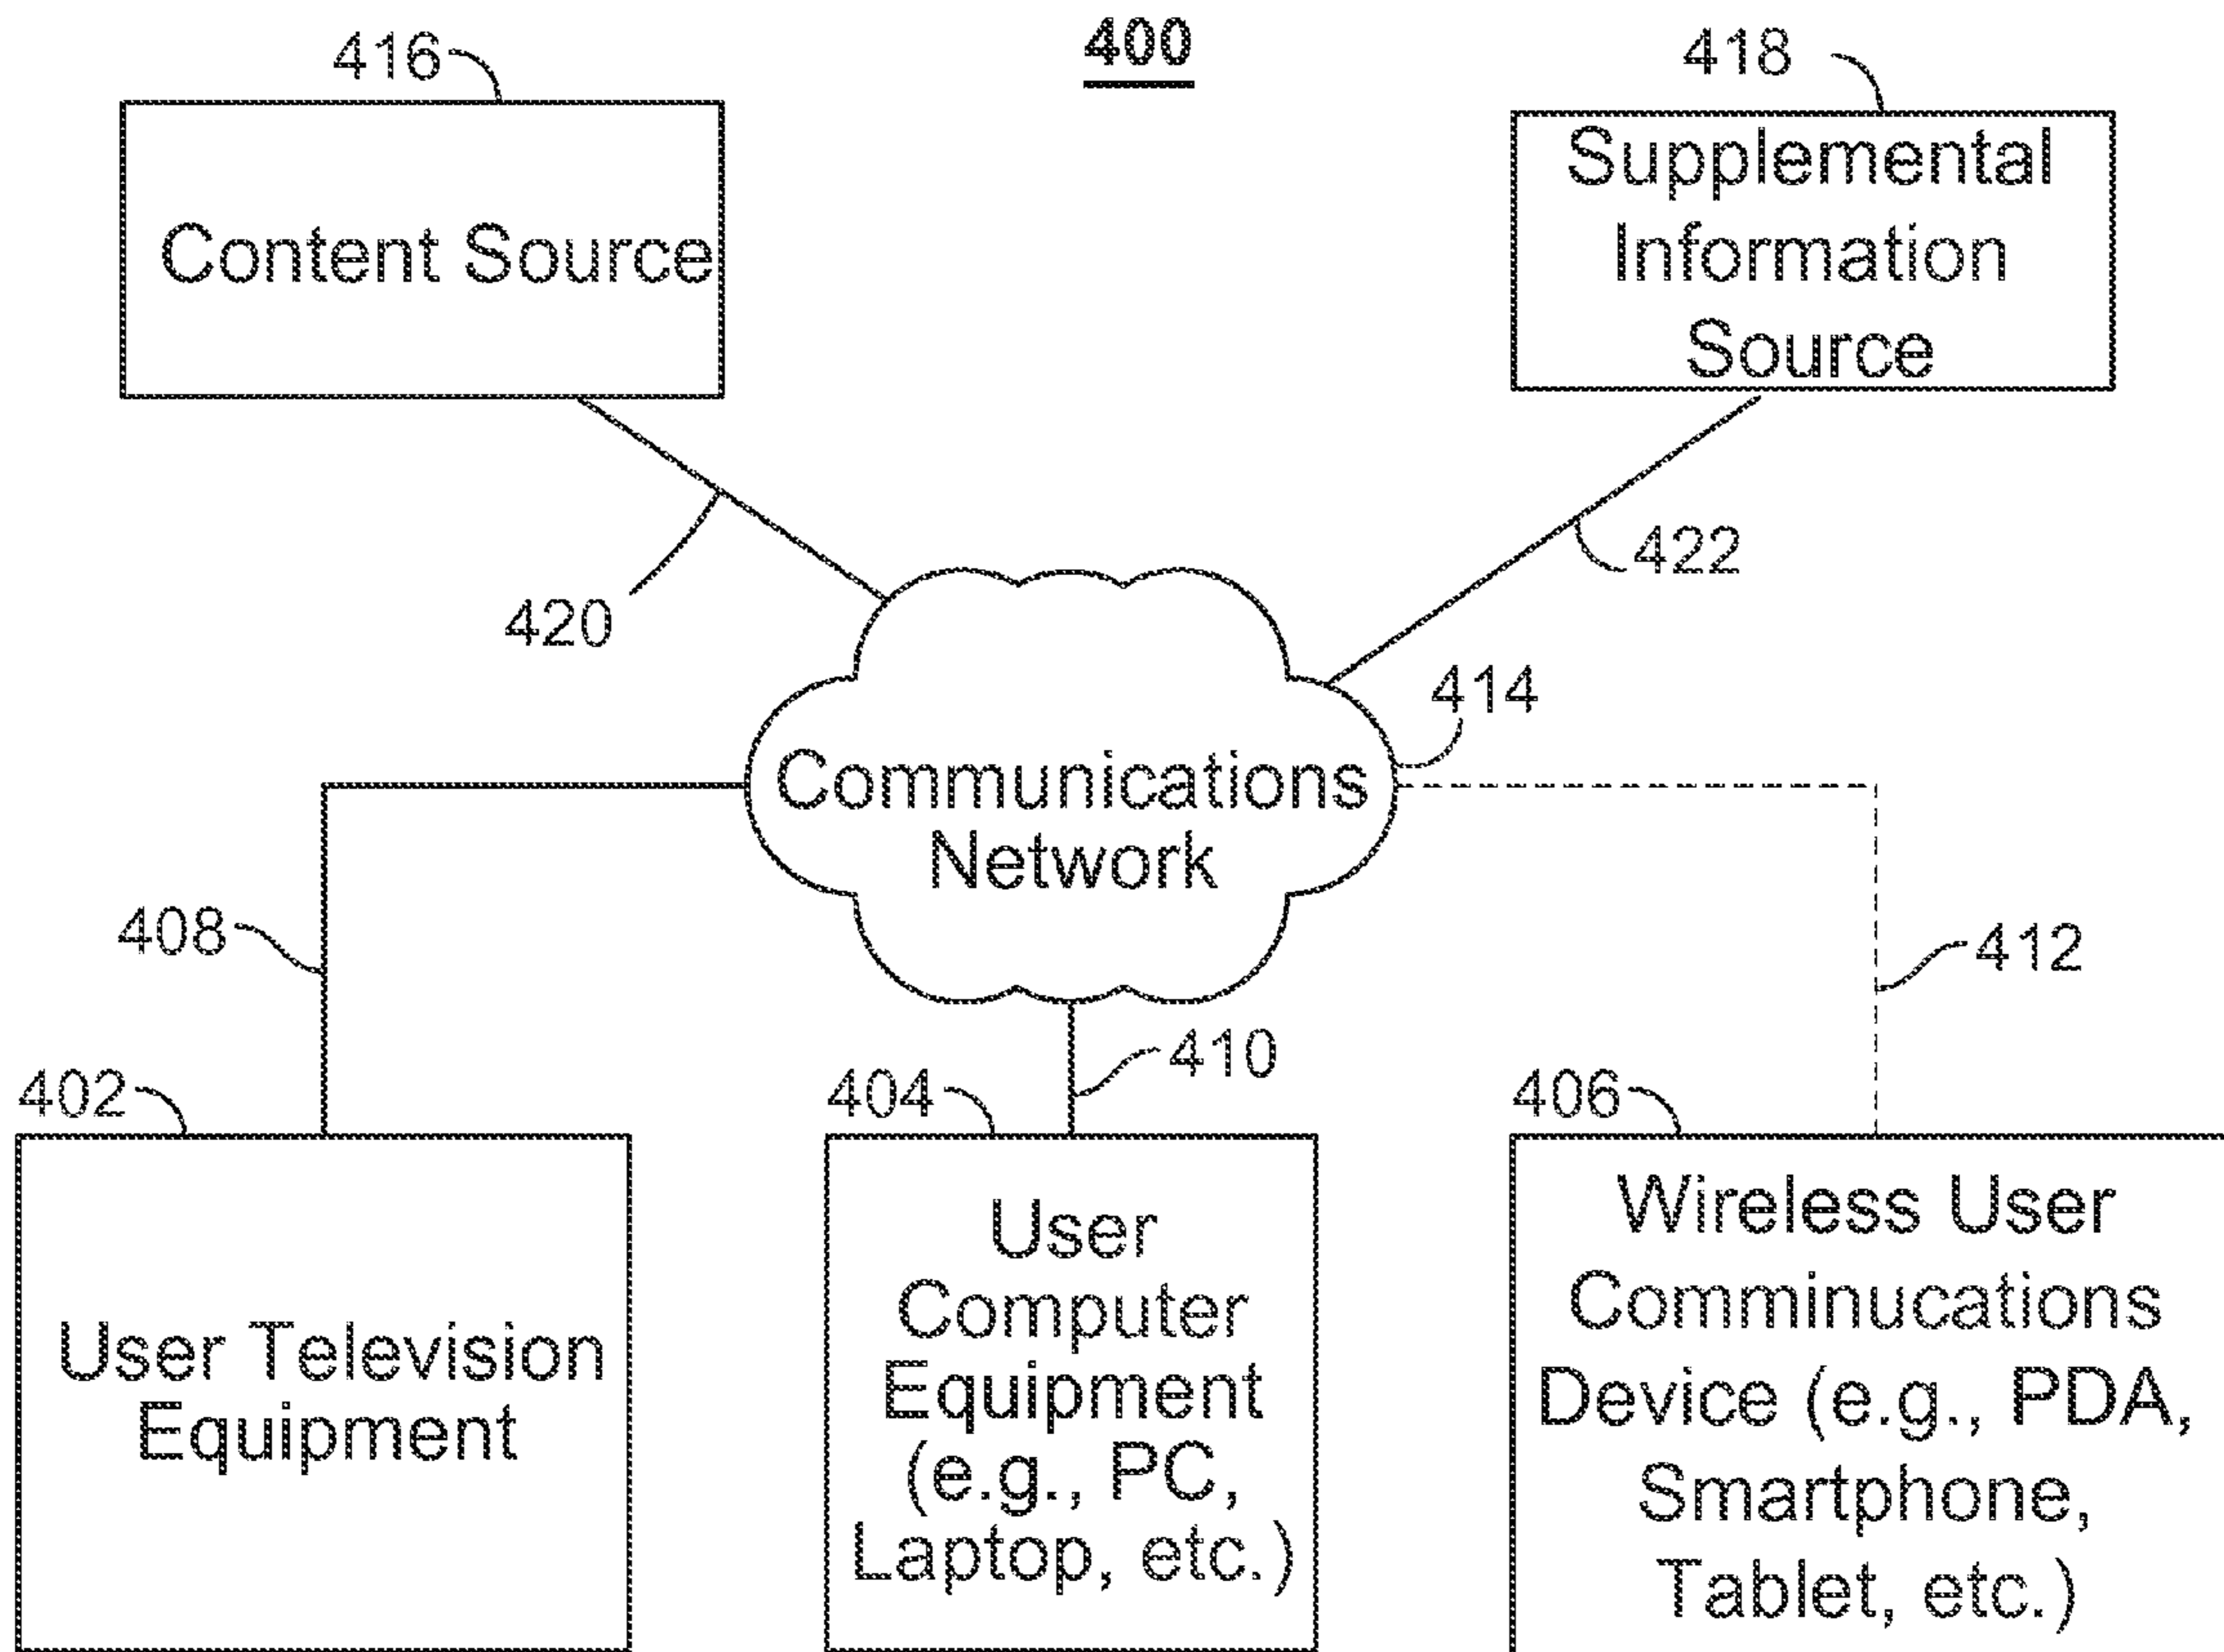 400
416
418
Content Source
Supplemental
Information
Source
420
422
414
Communications
Network
408
412
410
402
404
406
User Television
Equipment
User
Computer
Equipment
(e.g., PC,
Laptop, etc.)
Wireless User
Comminucations
Device (e.g., PDA,
Smartphone,
Tablet, etc.)